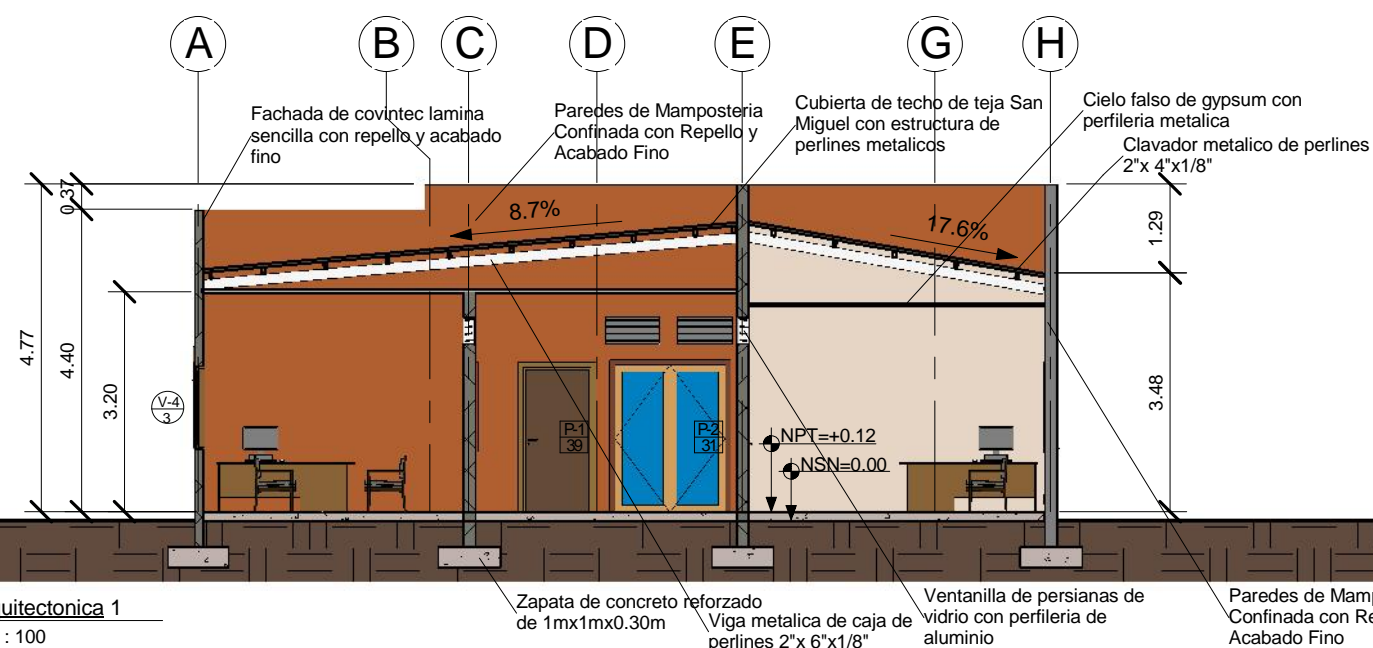 A
B
C
D
E
G
H
Fachada de covintec lamina
sencilla con repello y acabado
fino
Paredes de Mamposteria
Confinada con Repello y
Acabado Fino
Cubierta de techo de teja San
Miguel con estructura de
perlines metalicos
Cielo falso de gypsum con
perfileria metalica
Clavador metalico de perlines
2"x 4"x1/8"
0.37
4.77
4.40
3.20
8.7%
17.6%
1.29
3.48
V-4
3
P-1
39
P-2
31
NPT=+0.12
NSN=0.00
uitectonica 1
: 100
Zapata de concreto reforzado
de 1mx1mx0.30m
Viga metalica de caja de
perlines 2"x 6"x1/8"
Ventanilla de persianas de
vidrio con perfileria de
aluminio
Paredes de Mamp
Confinada con Re
Acabado Fino